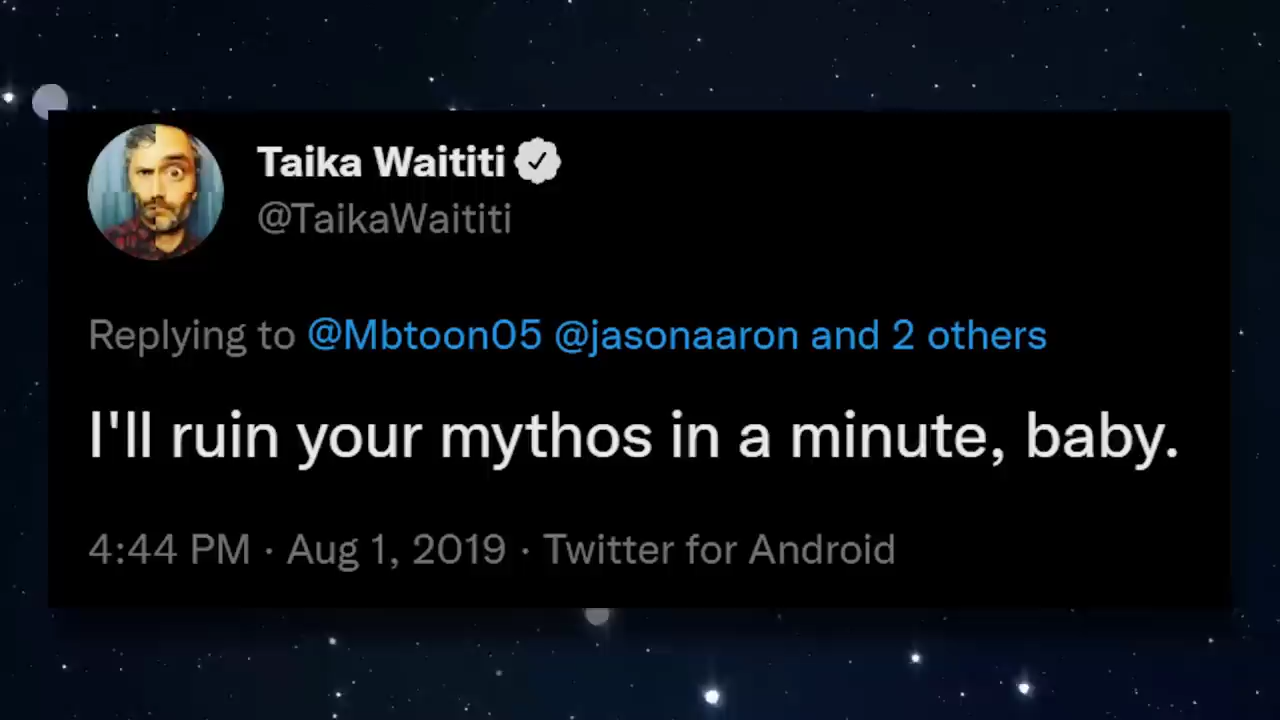 Taika Waititi
@TaikaWaititi
Replying to @Mbtoon05 @jasonaaron and 2 others
I'll ruin your mythos in a minute, baby.
4:44 PM · Aug 1, 2019 · Twitter for Android